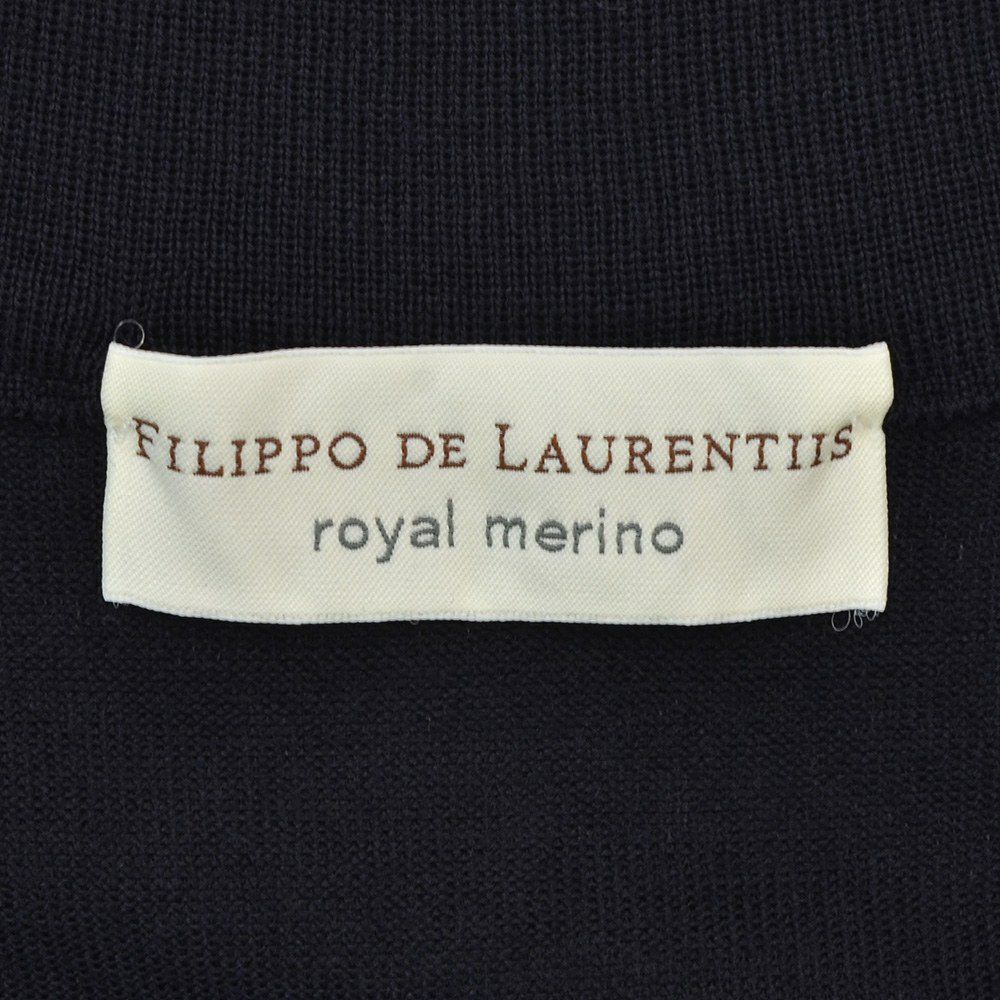 FILIPPO DE LAURENTIIS
royal merino